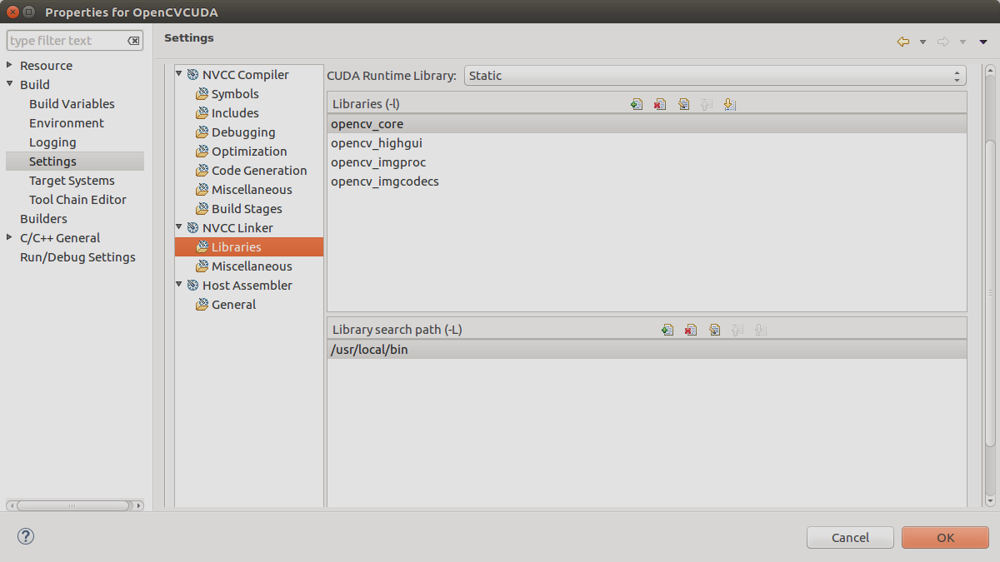 Properties for OpenCVCUDA
type filter text
Resource
Build
Build Variables
Environment
Logging
Settings
Target Systems
Tool Chain Editor
Builders
C/C++ General
Run/Debug Settings
Settings
NVCC Compiler
Symbols
Includes
Debugging
Optimization
Code Generation
Miscellaneous
Build Stages
NVCC Linker
Libraries
Miscellaneous
Host Assembler
General
CUDA Runtime Library: Static
Libraries (-l)
opencv_core
opencv_highgui
opencv_imgproc
opencv_imgcodecs
Library search path (-L)
/usr/local/bin
?
Cancel
OK